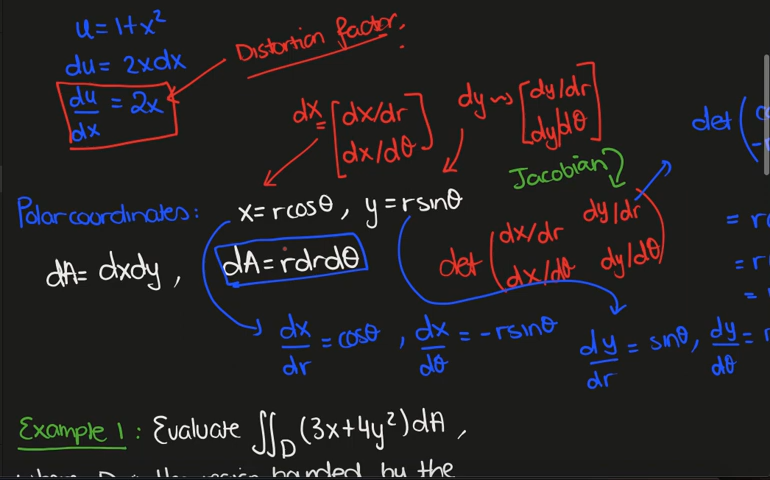 u = 1+x²
du = 2xdx
du/dx = 2x
Distortion factor.
dx = [dx/dr
dx/dθ]
dy ⇝ [dy/dr
dy/dθ]
Jacobian
Polar coordinates: x = rcosθ, y = rsinθ
dA = dxdy, dA = rdrdθ
det (dx/dr dy/dr
dx/dθ dy/dθ)
det (
= r
= r
=
dx/dr = cosθ, dx/dθ = -rsinθ
dy/dr = sinθ, dy/dθ =
Example 1: Evaluate ∬D (3x+4y²)dA,
by the